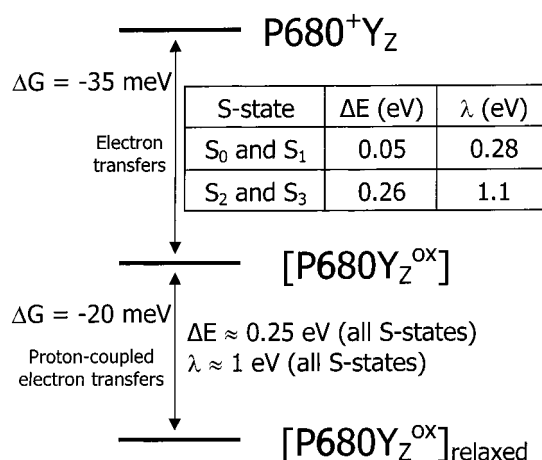 P680⁺Y_Z
ΔG = -35 meV
S-state ΔE (eV) λ (eV)
S₀ and S₁ 0.05 0.28
S₂ and S₃ 0.26 1.1
Electron
transfers
[P680Y_Z^ox]
ΔG = -20 meV
ΔE ≈ 0.25 eV (all S-states)
λ ≈ 1 eV (all S-states)
Proton-coupled
electron transfers
[P680Y_Z^ox]relaxed